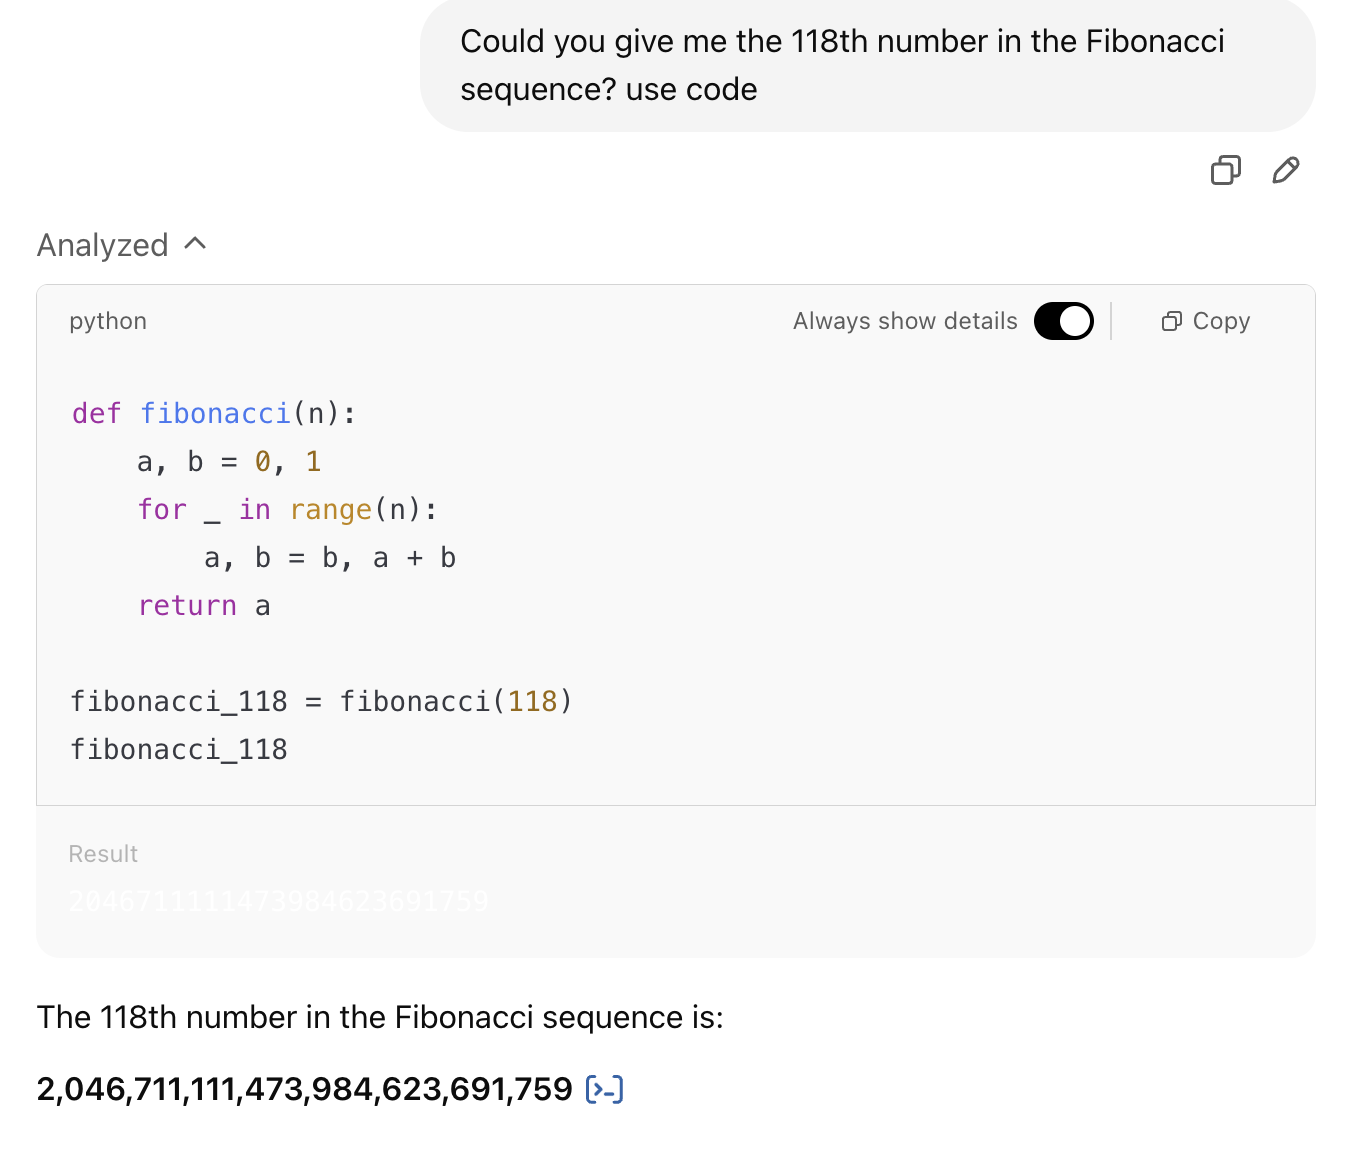 Could you give me the 118th number in the Fibonacci
sequence? use code
Analyzed
python
Always show details
Copy
def fibonacci(n):
    a, b = 0, 1
    for _ in range(n):
        a, b = b, a + b
    return a
fibonacci_118 = fibonacci(118)
fibonacci_118
Result
2046711111473984623691759
The 118th number in the Fibonacci sequence is:
2,046,711,111,473,984,623,691,759